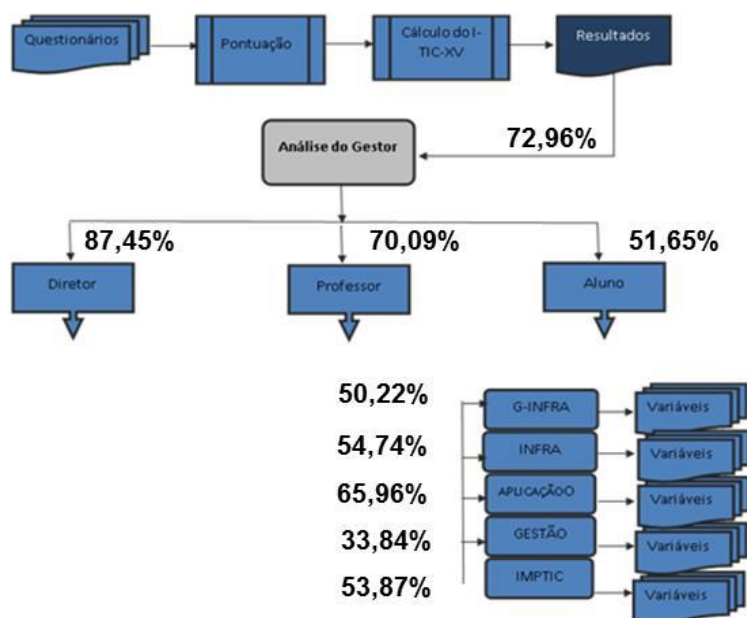 Questionários
Pontuação
Cálculo do I-
TIC-XV
Resultados
Análise do Gestor
72,96%
87,45%
70,09%
51,65%
Diretor
Professor
Aluno
50,22%
G-INFRA
Variáveis
54,74%
INFRA
Variáveis
65,96%
APLICAÇÃOO
Variáveis
33,84%
GESTÃO
Variáveis
53,87%
IMPTIC
Variáveis